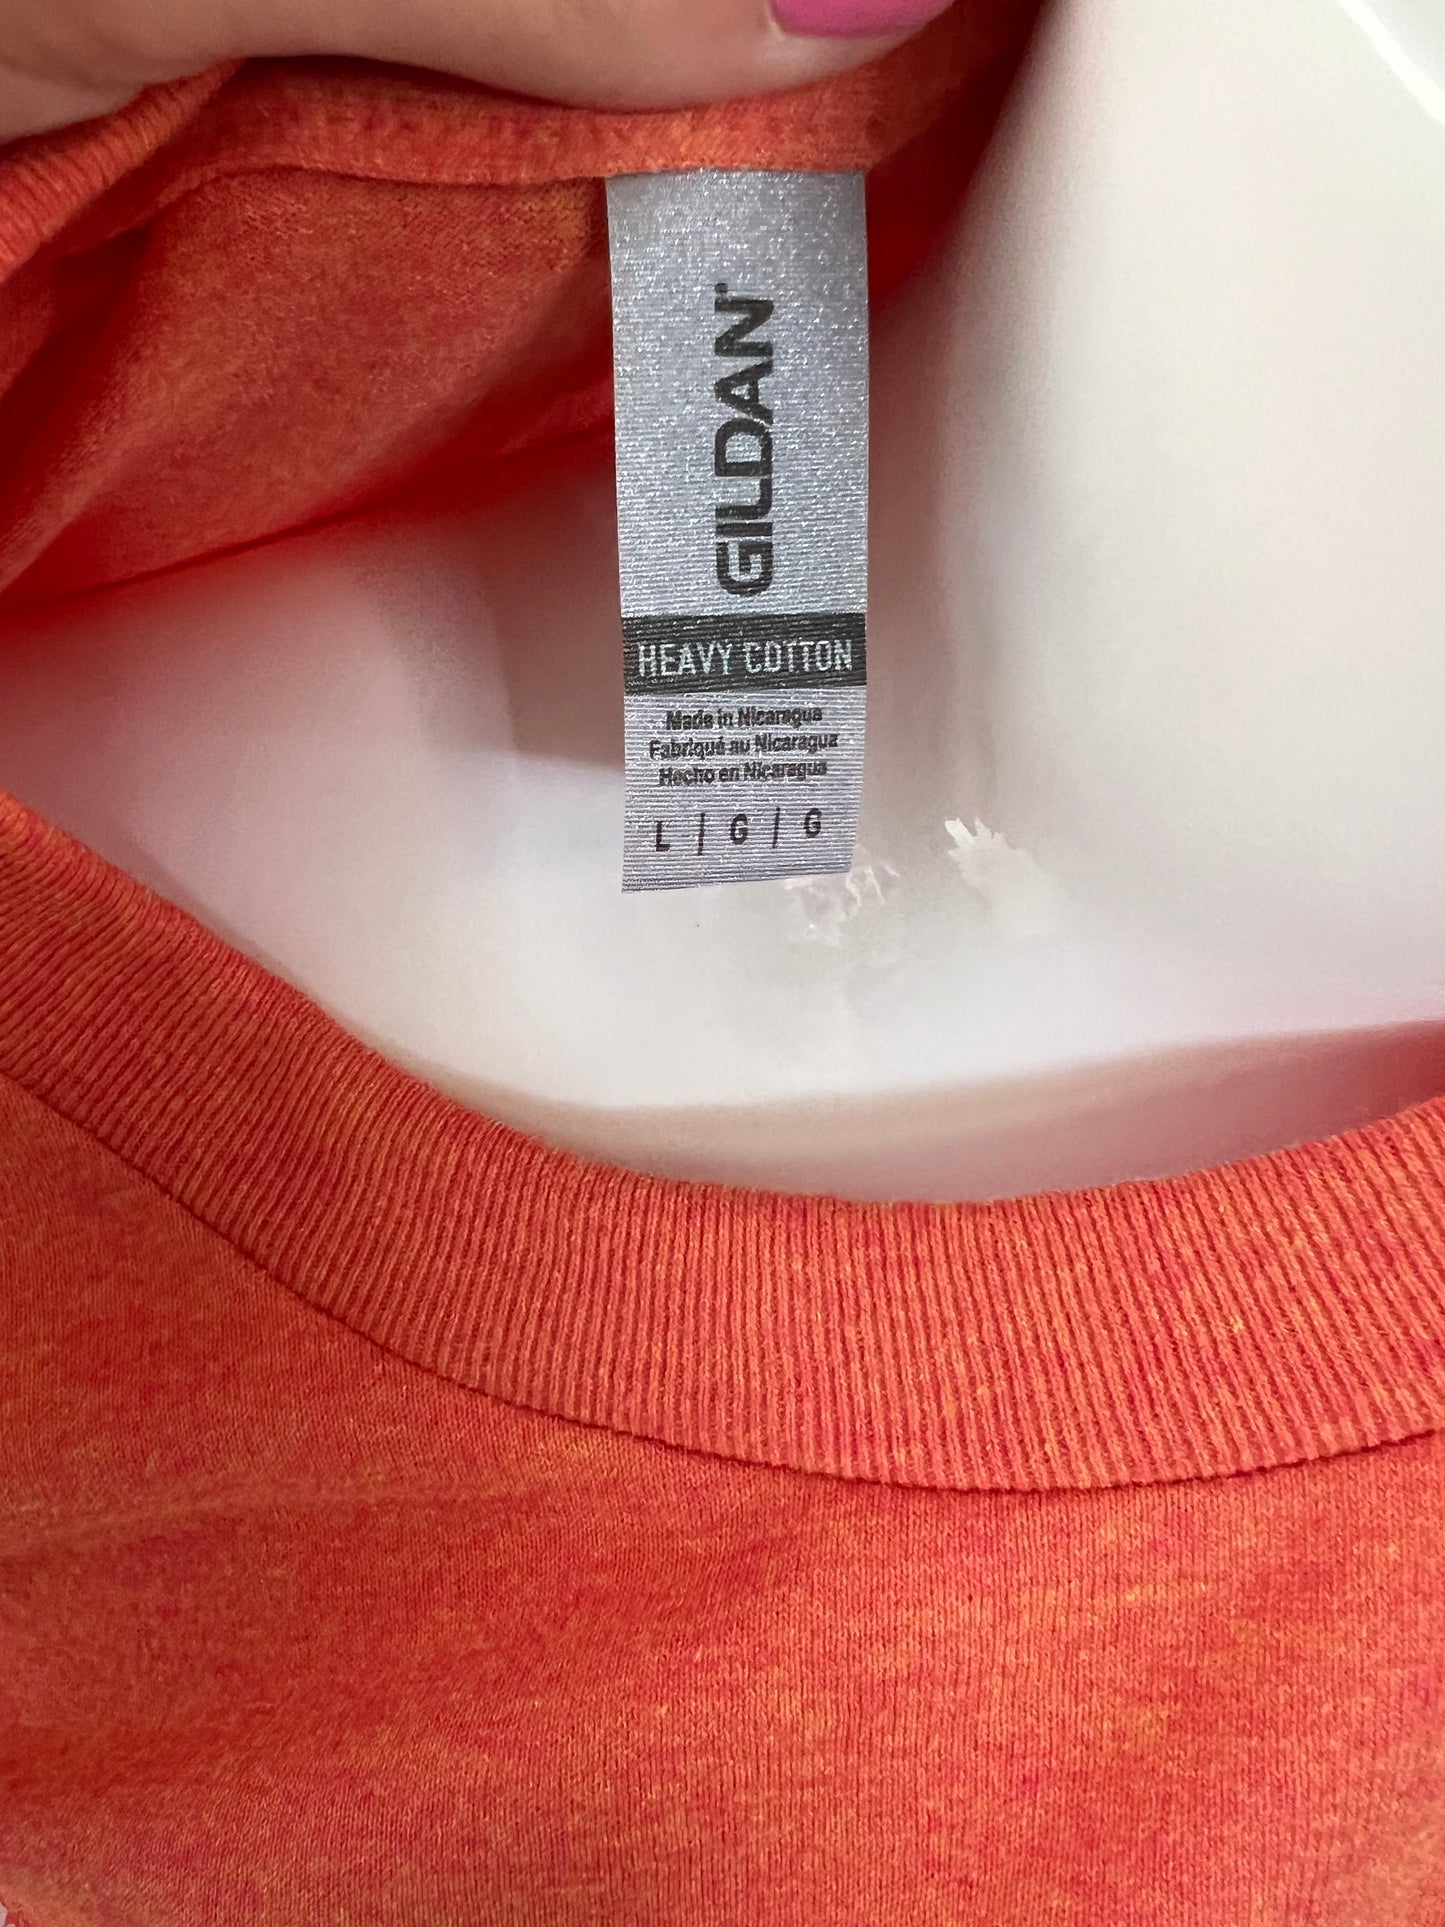 GILDAN
HEAVY COTTON
Made in Nicaragua
Fabriqué au Nicaragua
Hecho en Nicaragua
L / G / G